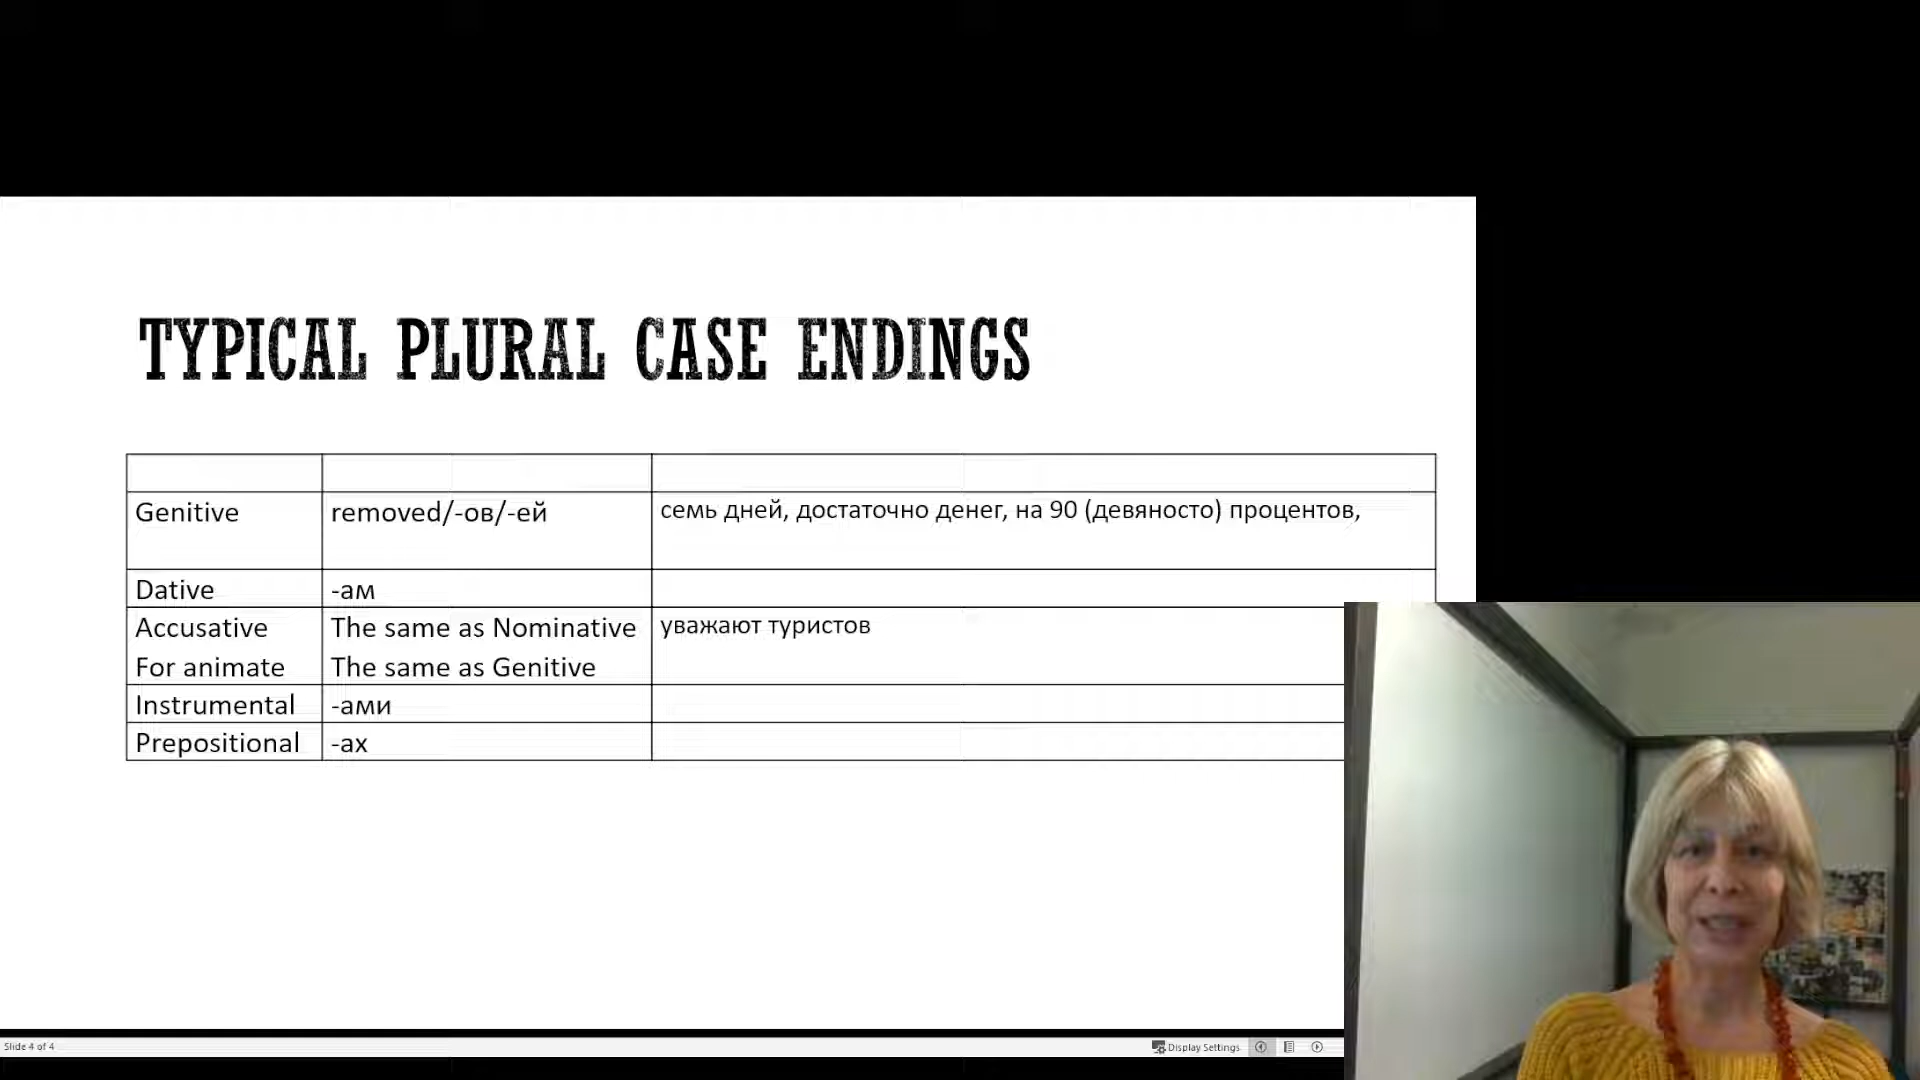 TYPICAL PLURAL CASE ENDINGS
Genitive removed/-ов/-ей семь дней, достаточно денег, на 90 (девяносто) процентов,
Dative -ам
Accusative The same as Nominative уважают туристов
For animate The same as Genitive
Instrumental -ами
Prepositional -ах
Slide 4 of 4 Display Settings